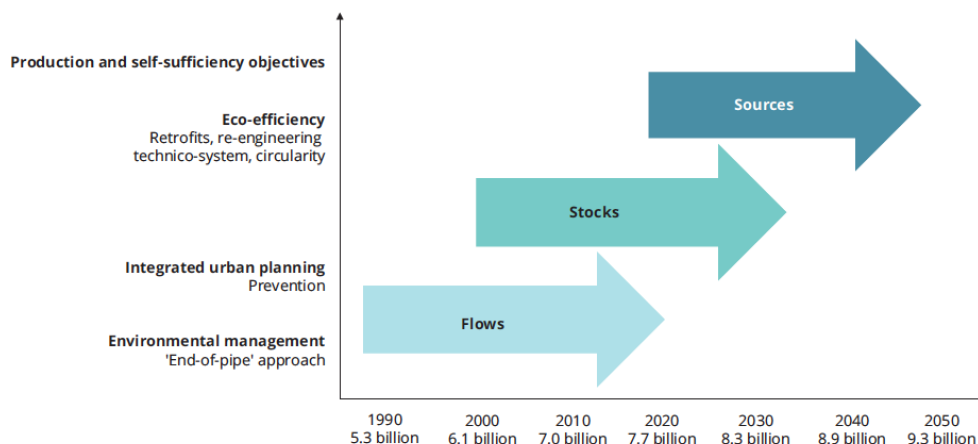 Production and self-sufficiency objectives
Sources
Eco-efficiency
Retrofits, re-engineering
technico-system, circularity
Stocks
Integrated urban planning
Prevention
Flows
Environmental management
'End-of-pipe' approach
1990 2000 2010 2020 2030 2040 2050
5.3 billion 6.1 billion 7.0 billion 7.7 billion 8.3 billion 8.9 billion 9.3 billion